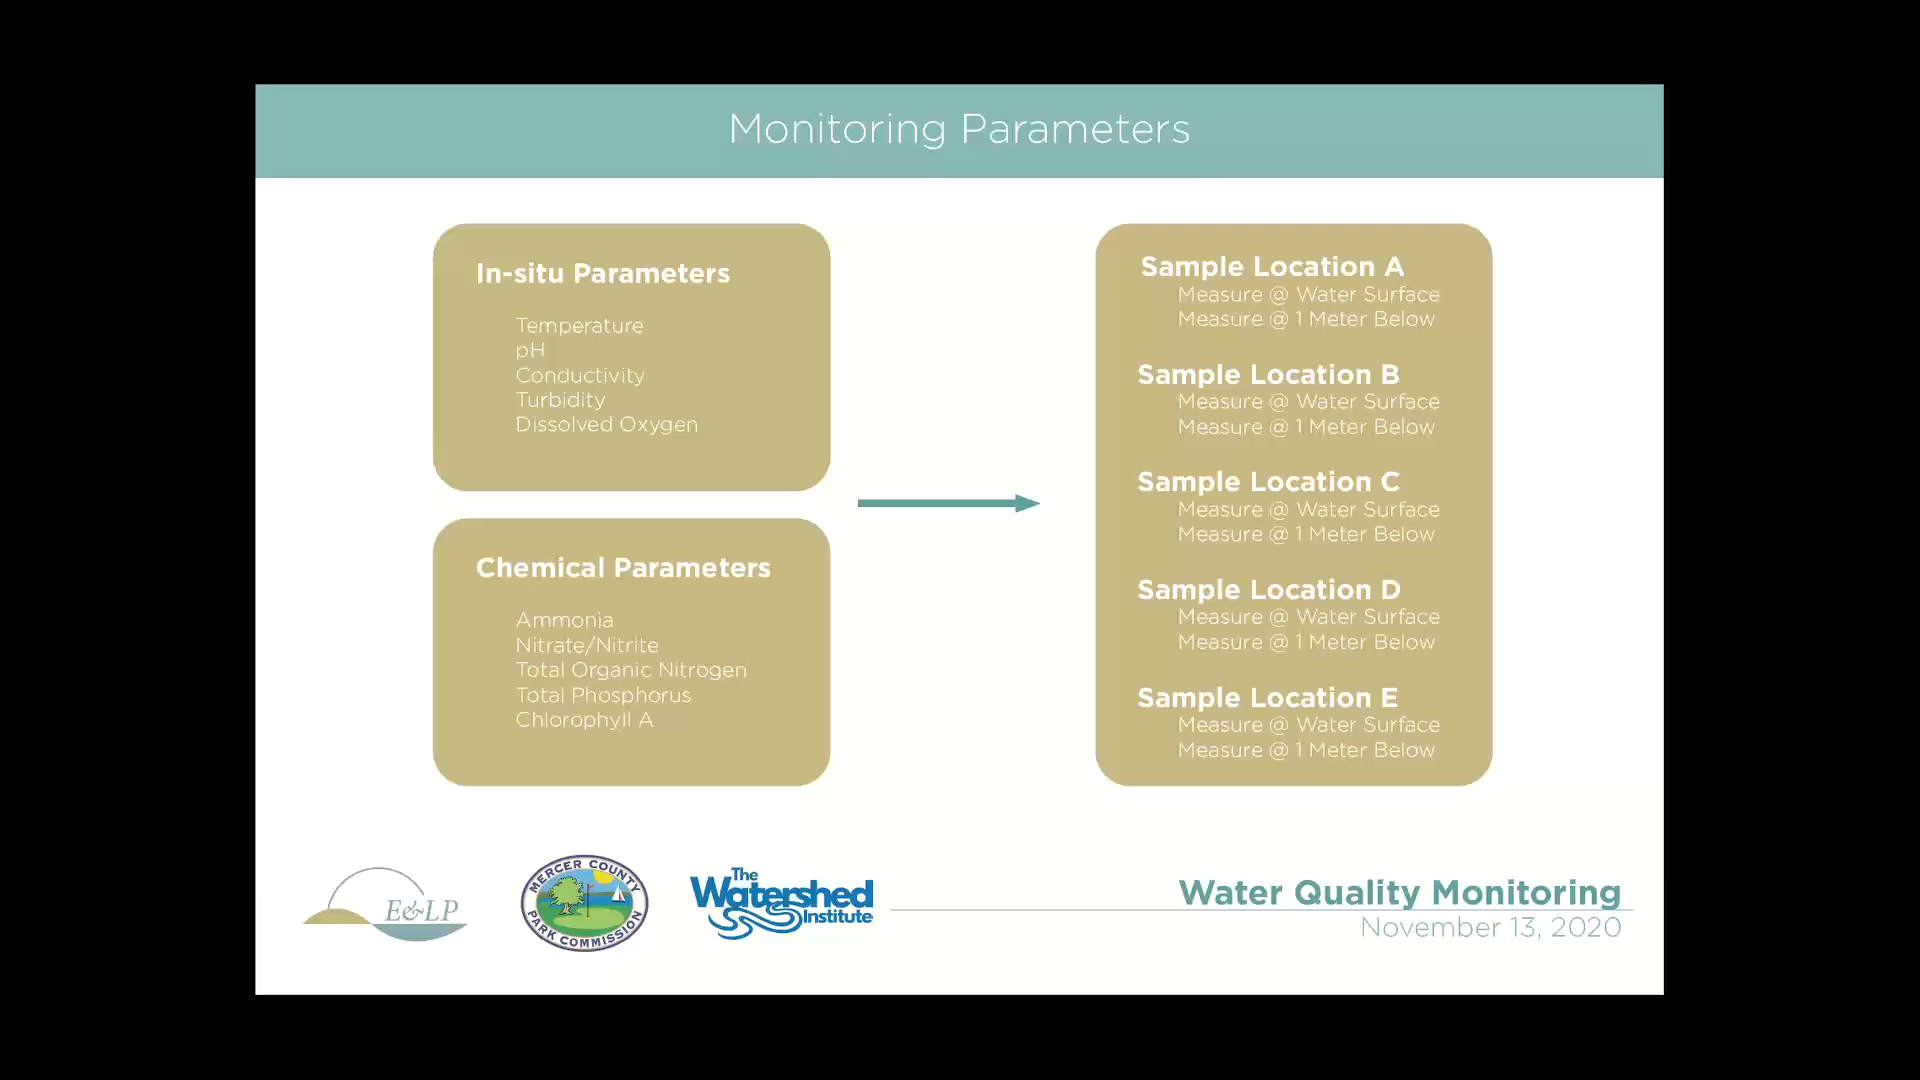 Monitoring Parameters
In-situ Parameters
Temperature
pH
Conductivity
Turbidity
Dissolved Oxygen
Chemical Parameters
Ammonia
Nitrate/Nitrite
Total Organic Nitrogen
Total Phosphorus
Chlorophyll A
Sample Location A
Measure @ Water Surface
Measure @ 1 Meter Below
Sample Location B
Measure @ Water Surface
Measure @ 1 Meter Below
Sample Location C
Measure @ Water Surface
Measure @ 1 Meter Below
Sample Location D
Measure @ Water Surface
Measure @ 1 Meter Below
Sample Location E
Measure @ Water Surface
Measure @ 1 Meter Below
E&LP
MERCER COUNTY
PARK COMMISSION
The
Watershed
Institute
Water Quality Monitoring
November 13, 2020